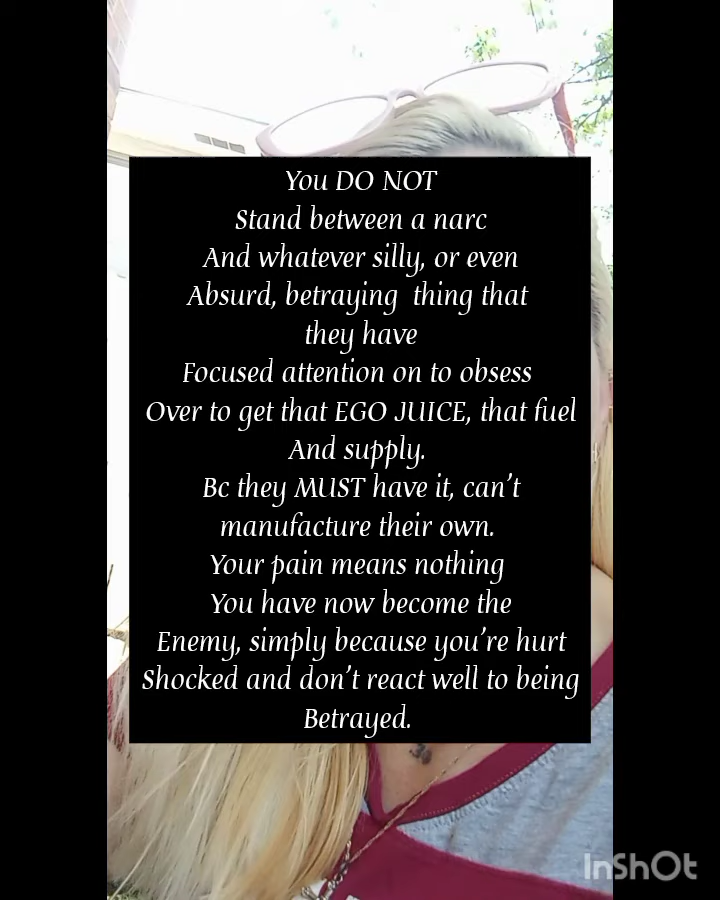 You DO NOT
Stand between a narc
And whatever silly, or even
Absurd, betraying thing that
they have
Focused attention on to obsess
Over to get that EGO JUICE, that fuel
And supply.
Bc they MUST have it, can't
manufacture their own.
Your pain means nothing
You have now become the
Enemy, simply because you're hurt
Shocked and don't react well to being
Betrayed.
InShOt